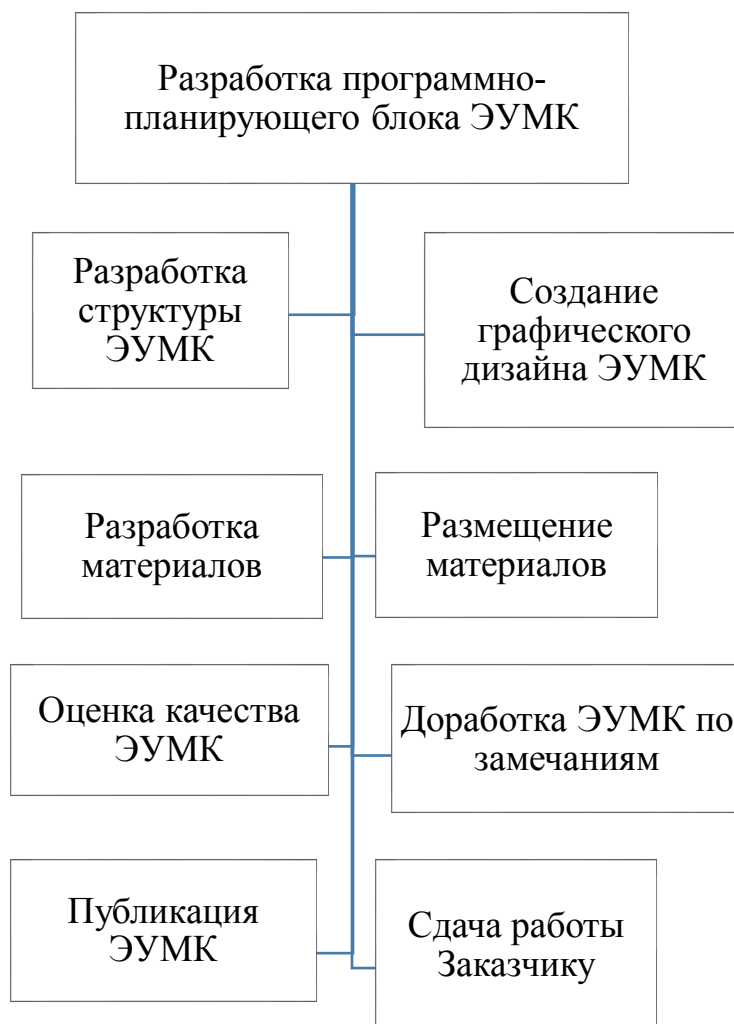 Разработка программно-
планирующего блока ЭУМК
Разработка
структуры
ЭУМК
Создание
графического
дизайна ЭУМК
Разработка
материалов
Размещение
материалов
Оценка качества
ЭУМК
Доработка ЭУМК по
замечаниям
Публикация
ЭУМК
Сдача работы
Заказчику